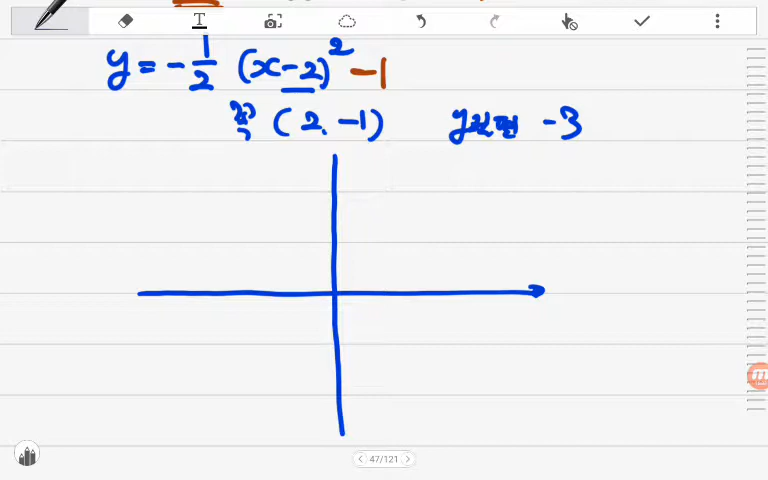 y = -1/2 (x-2)² -1
꼭 (2, -1) y절편 -3
47/121